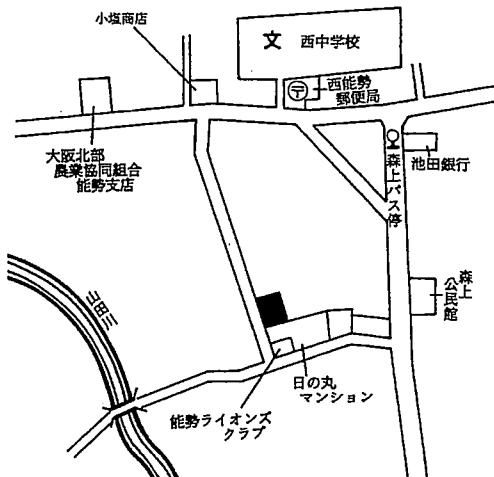 小塩商店
文 西中学校
〒 西能勢
郵便局
大阪北部
農業協同組合
能勢支店
森上バス停
池田銀行
森上
公民館
日の丸
マンション
能勢ライオンズ
クラブ